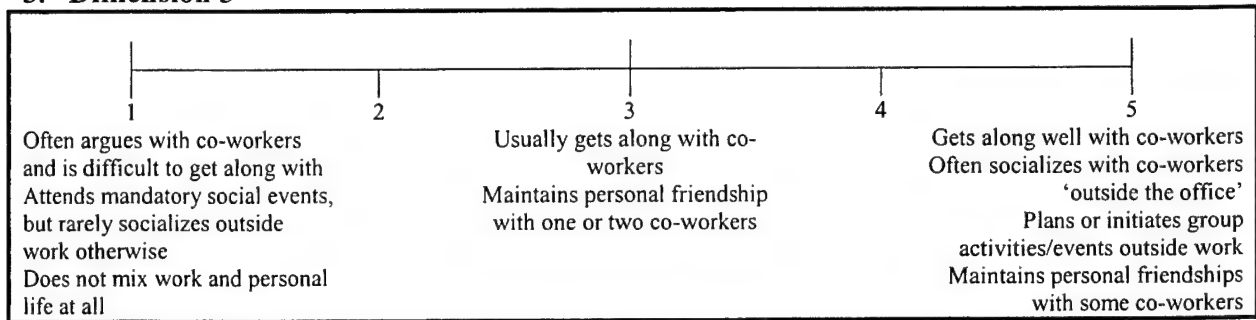 1
2
3
4
5
Often argues with co-workers
and is difficult to get along with
Attends mandatory social events,
but rarely socializes outside
work otherwise
Does not mix work and personal
life at all
Usually gets along with co-
workers
Maintains personal friendship
with one or two co-workers
Gets along well with co-workers
Often socializes with co-workers
‘outside the office’
Plans or initiates group
activities/events outside work
Maintains personal friendships
with some co-workers